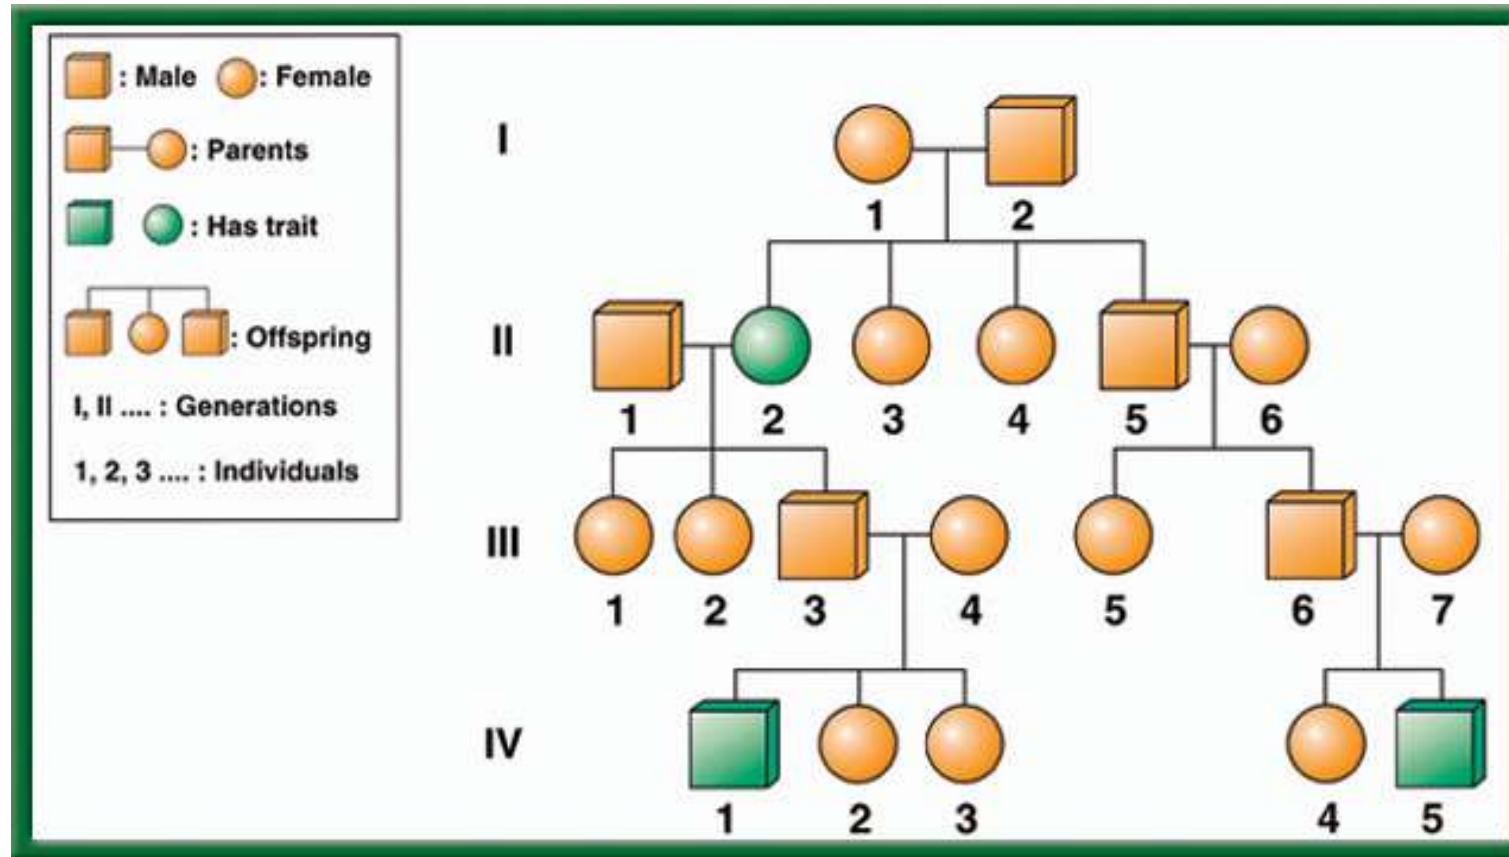 : Male : Female
: Parents
: Has trait
: Offspring
I, II .... : Generations
1, 2, 3 .... : Individuals
I
1 2
II
1 2 3 4 5 6
III
1 2 3 4 5 6 7
IV
1 2 3 4 5